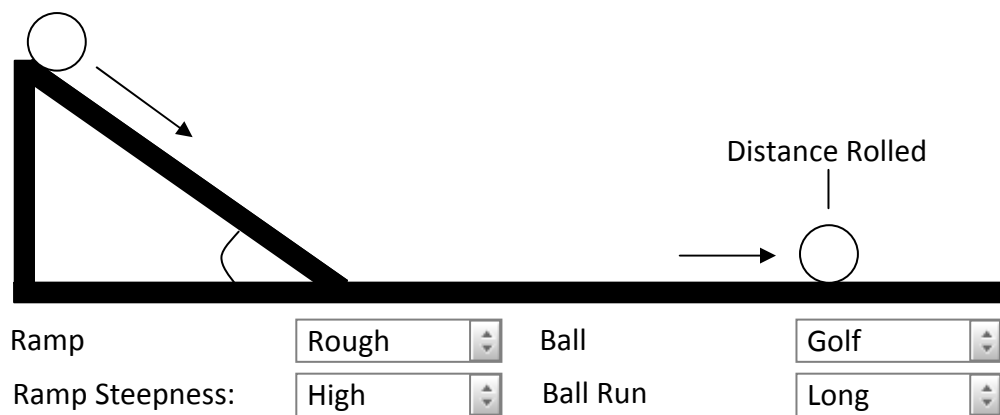 Distance Rolled
Ramp Rough Ball Golf
Ramp Steepness: High Ball Run Long